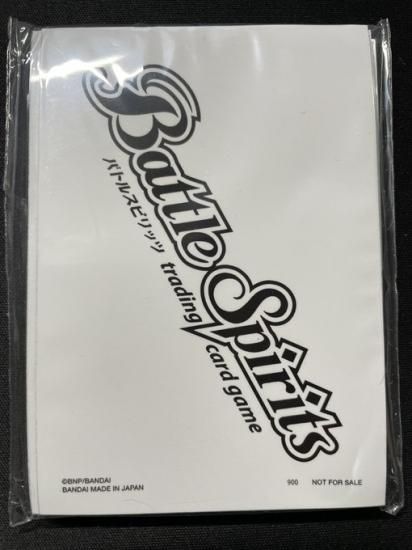 Battle Spirits
バトルスピリッツ trading card game
©BNP/BANDAI
BANDAI MADE IN JAPAN
900 NOT FOR SALE